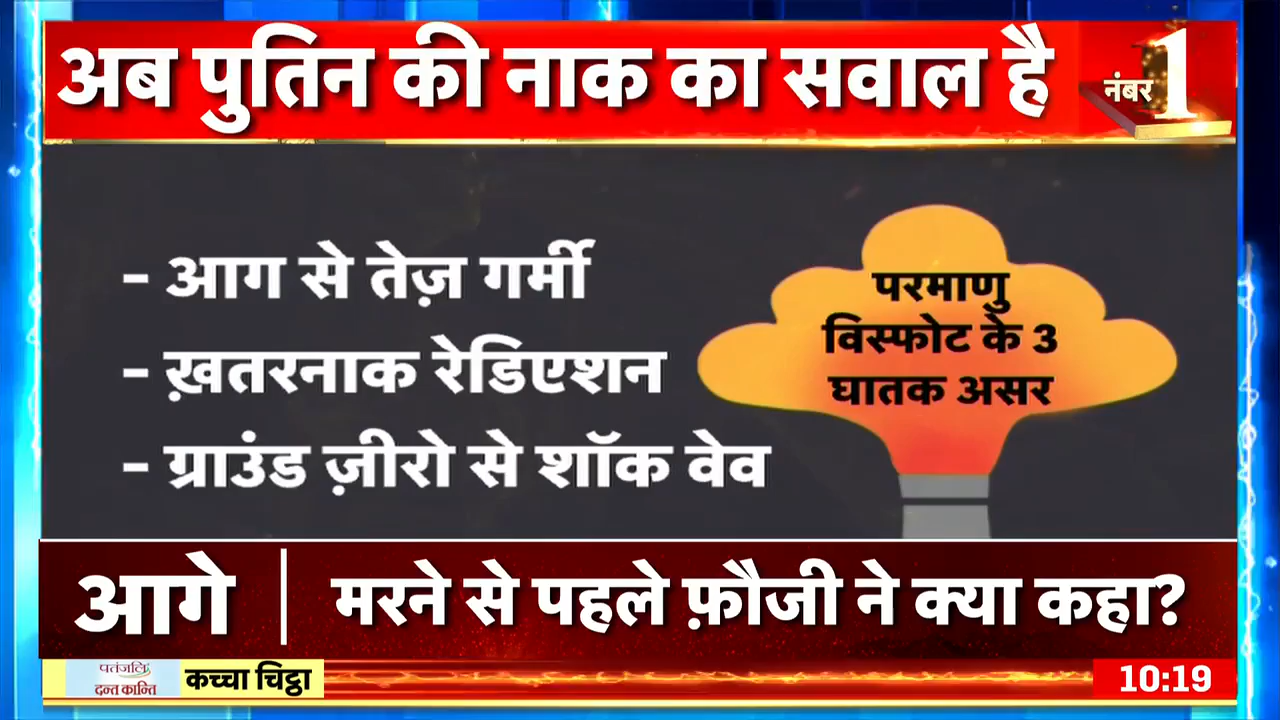 अब पुतिन की नाक का सवाल है
नंबर 1
- आग से तेज़ गर्मी
- ख़तरनाक रेडिएशन
- ग्राउंड ज़ीरो से शॉक वेव
परमाणु
विस्फोट के 3
घातक असर
आगे
मरने से पहले फ़ौजी ने क्या कहा?
पतंजलि
दन्त कान्ति
कच्चा चिट्ठा
10:19